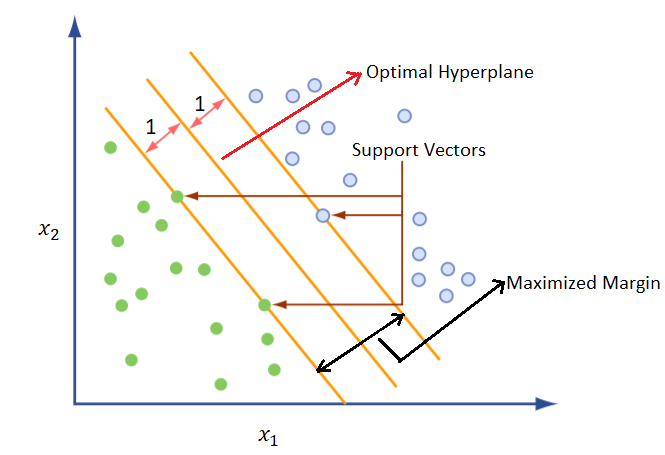 Optimal Hyperplane
1
1
Support Vectors
x₂
Maximized Margin
x₁